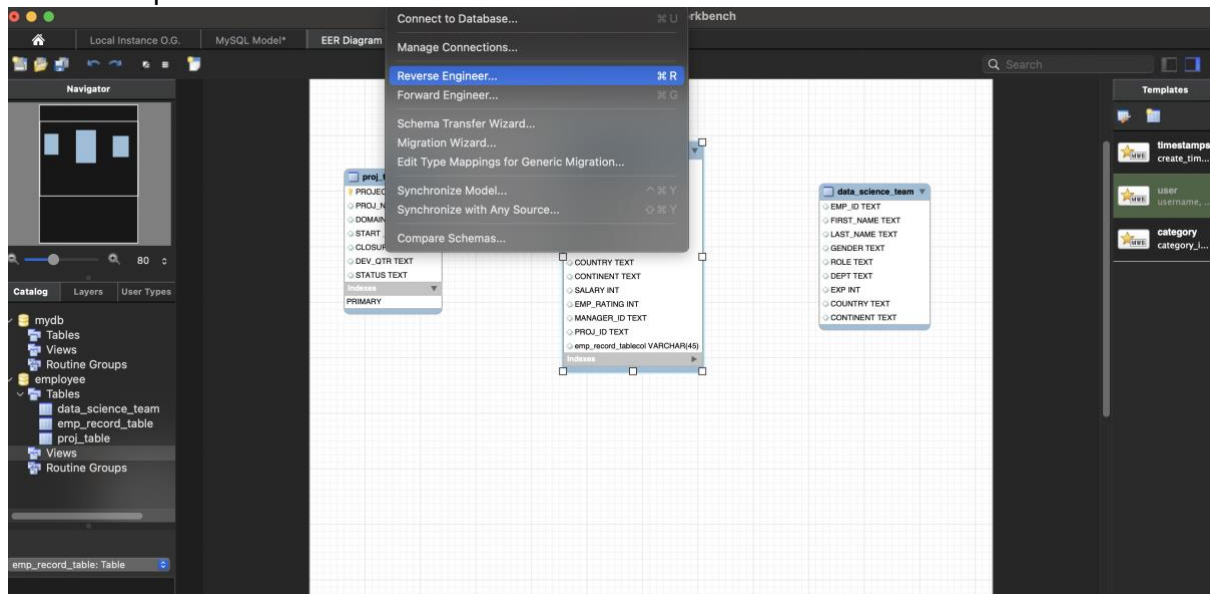 Workbench
Local Instance O.G.
MySQL Model*
EER Diagram
Connect to Database... ⌘ U
Manage Connections...
Reverse Engineer... ⌘ R
Forward Engineer... ⌘ G
Schema Transfer Wizard...
Migration Wizard...
Edit Type Mappings for Generic Migration...
Synchronize Model... ^ ⌘ Y
Synchronize with Any Source... ⇧ ⌘ Y
Compare Schemas...
Search
Navigator
80
Catalog Layers User Types
mydb
Tables
Views
Routine Groups
employee
Tables
data_science_team
emp_record_table
proj_table
Views
Routine Groups
emp_record_table: Table
proj_t
PROJEC
PROJ_N
DOMAIN
START_
CLOSUR
DEV_QTR TEXT
STATUS TEXT
Indexes
PRIMARY
COUNTRY TEXT
CONTINENT TEXT
SALARY INT
EMP_RATING INT
MANAGER_ID TEXT
PROJ_ID TEXT
emp_record_tablecol VARCHAR(45)
Indexes
data_science_team
EMP_ID TEXT
FIRST_NAME TEXT
LAST_NAME TEXT
GENDER TEXT
ROLE TEXT
DEPT TEXT
EXP INT
COUNTRY TEXT
CONTINENT TEXT
Templates
timestamps
create_tim...
user
username, ...
category
category_i...